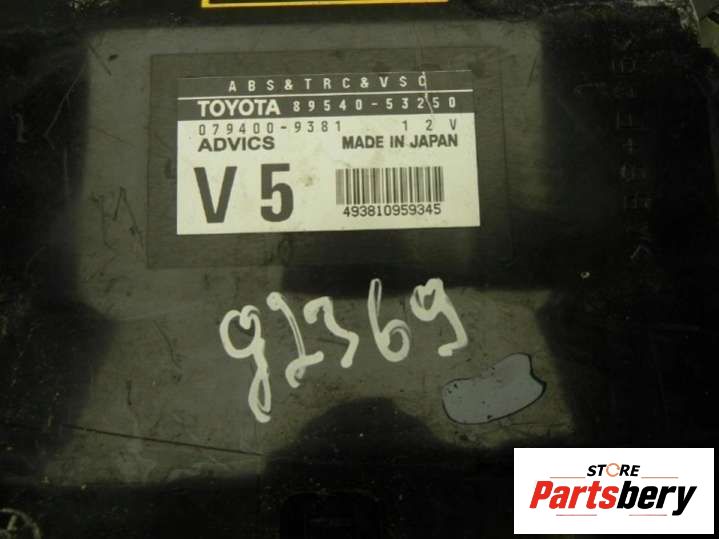 ABS&TRC&VSC
TOYOTA 89540-53250
079400-9381 12V
ADVICS MADE IN JAPAN
V5
493810959345
92369
STORE
Partsbery